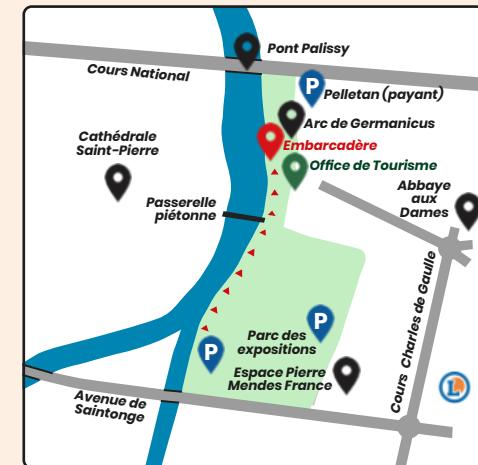 Pont Palissy
Cours National
P
Pelletan (payant)
Arc de Germanicus
Embarcadère
Cathédrale
Saint-Pierre
Office de Tourisme
Abbaye
aux
Dames
Passerelle
piétonne
Cours Charles de Gaulle
P
Parc des
expositions
P
Espace Pierre
Mendes France
Avenue de
Saintonge
L